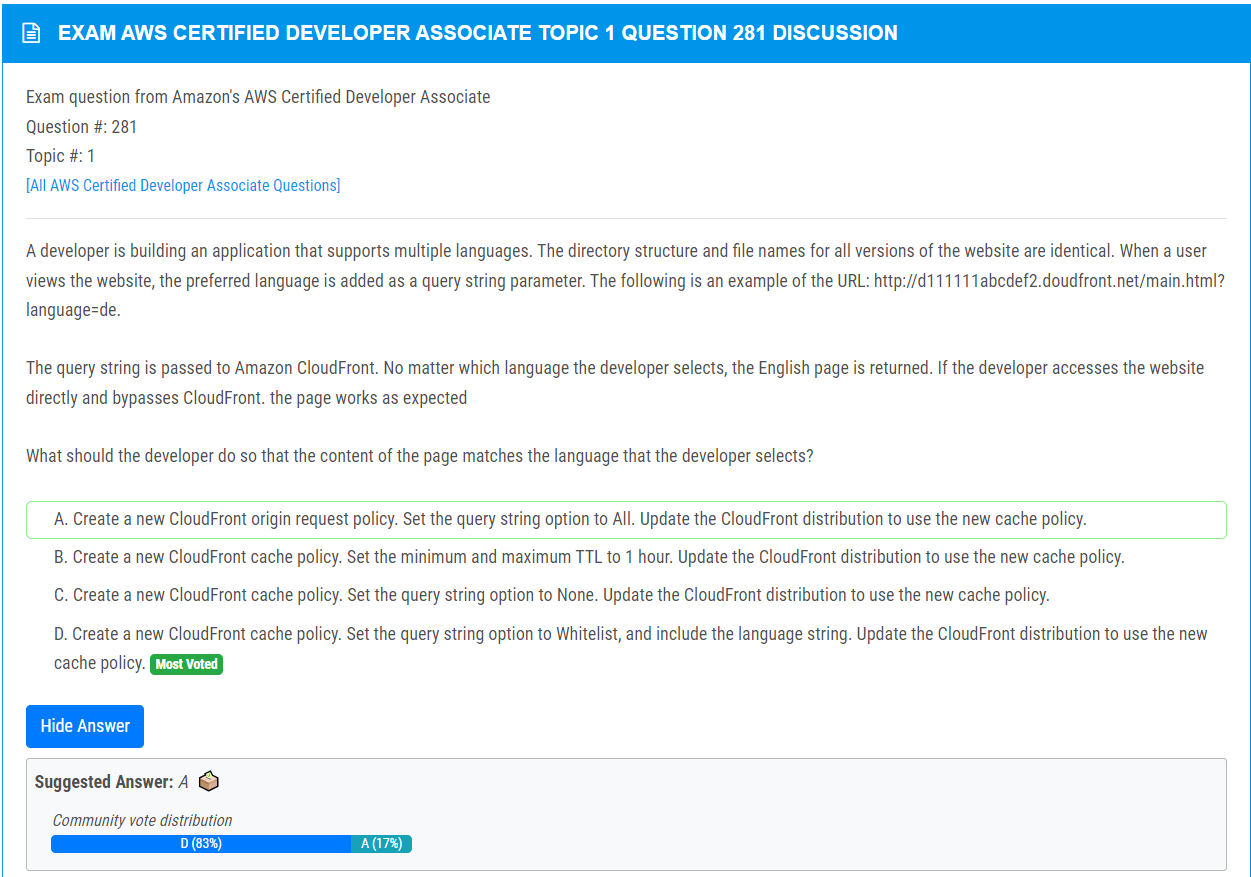 EXAM AWS CERTIFIED DEVELOPER ASSOCIATE TOPIC 1 QUESTION 281 DISCUSSION
Exam question from Amazon's AWS Certified Developer Associate
Question #: 281
Topic #: 1
[All AWS Certified Developer Associate Questions]
A developer is building an application that supports multiple languages. The directory structure and file names for all versions of the website are identical. When a user
views the website, the preferred language is added as a query string parameter. The following is an example of the URL: http://d111111abcdef2.doudfront.net/main.html?
language=de.
The query string is passed to Amazon CloudFront. No matter which language the developer selects, the English page is returned. If the developer accesses the website
directly and bypasses CloudFront. the page works as expected
What should the developer do so that the content of the page matches the language that the developer selects?
A. Create a new CloudFront origin request policy. Set the query string option to All. Update the CloudFront distribution to use the new cache policy.
B. Create a new CloudFront cache policy. Set the minimum and maximum TTL to 1 hour. Update the CloudFront distribution to use the new cache policy.
C. Create a new CloudFront cache policy. Set the query string option to None. Update the CloudFront distribution to use the new cache policy.
D. Create a new CloudFront cache policy. Set the query string option to Whitelist, and include the language string. Update the CloudFront distribution to use the new
cache policy. Most Voted
Hide Answer
Suggested Answer: A
Community vote distribution
D (83%) A (17%)